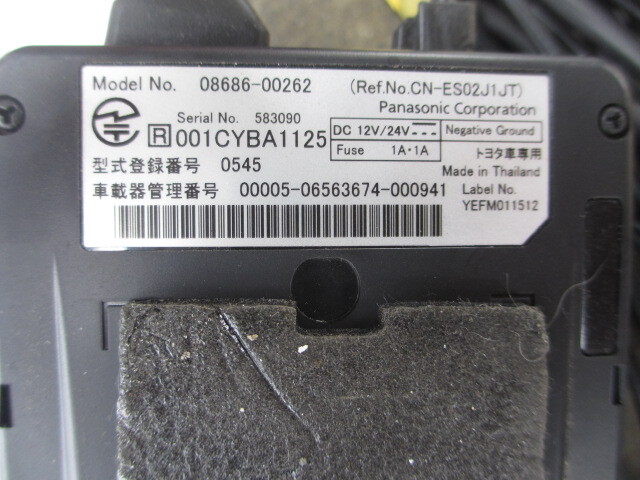 Model No. 08686-00262 (Ref.No.CN-ES02J1JT)
Panasonic Corporation
Serial No. 583090
R 001CYBA1125
DC 12V/24V Negative Ground
Fuse 1A・1A トヨタ車専用
型式登録番号 0545 Made in Thailand
車載器管理番号 00005-06563674-000941 Label No.
YEFM011512